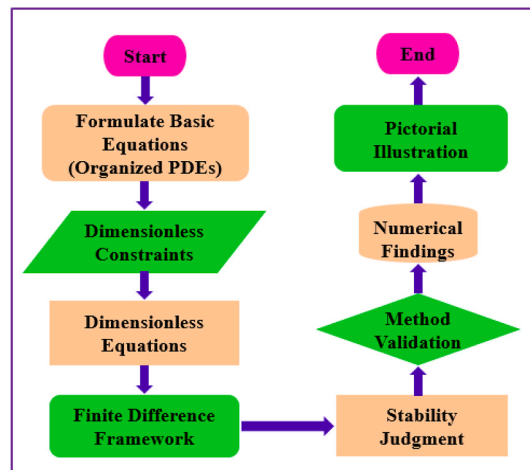 Start
Formulate Basic
Equations
(Organized PDEs)
Dimensionless
Constraints
Dimensionless
Equations
Finite Difference
Framework
Stability
Judgment
Method
Validation
Numerical
Findings
Pictorial
Illustration
End